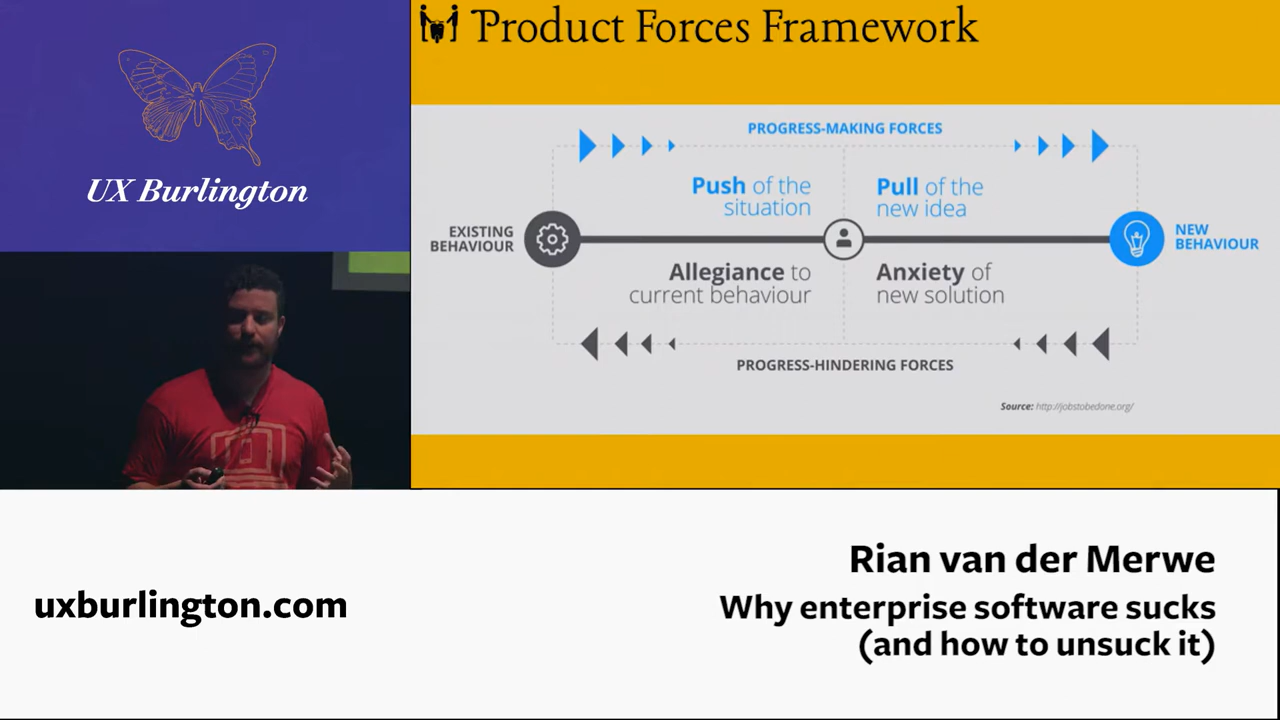 UX Burlington
Product Forces Framework
PROGRESS-MAKING FORCES
Push of the
situation
Pull of the
new idea
EXISTING
BEHAVIOUR
NEW
BEHAVIOUR
Allegiance to
current behaviour
Anxiety of
new solution
PROGRESS-HINDERING FORCES
Source: http://jobstobedone.org/
uxburlington.com
Rian van der Merwe
Why enterprise software sucks
(and how to unsuck it)